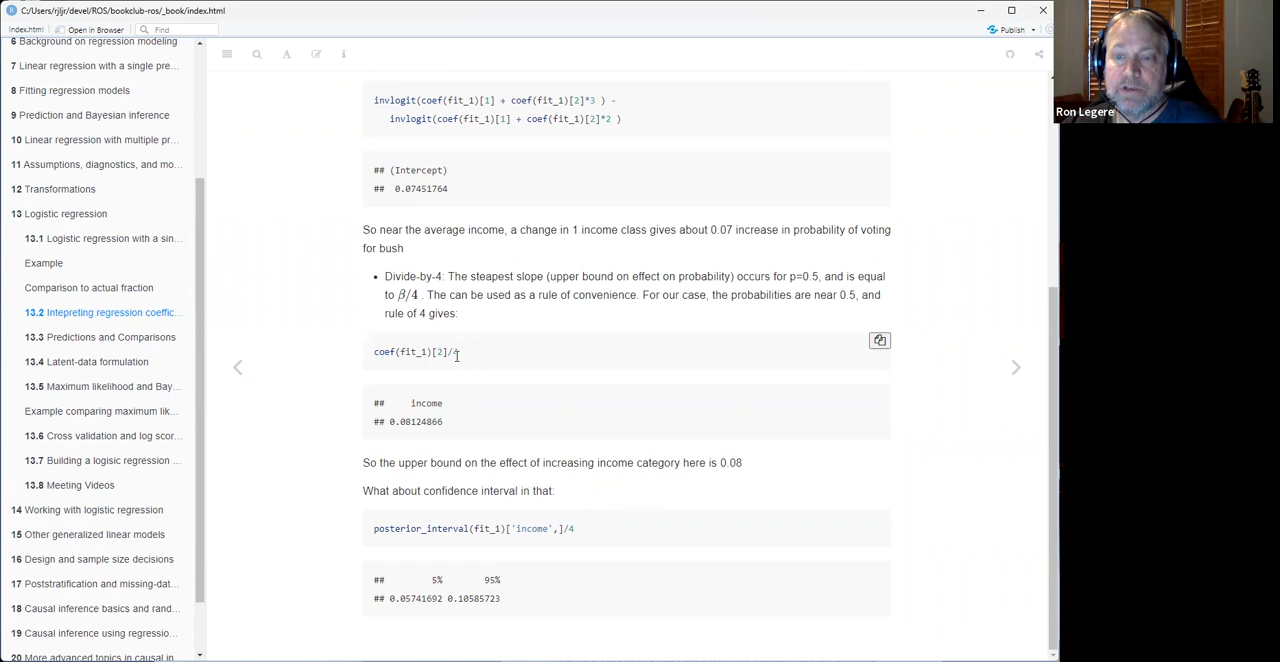 C:/Users/rjljr/devel/ROS/bookclub-ros/_book/index.html
index.html
Open in Browser
Find
Publish
6 Background on regression modeling
7 Linear regression with a single pre...
8 Fitting regression models
9 Prediction and Bayesian inference
10 Linear regression with multiple pr...
11 Assumptions, diagnostics, and mo...
12 Transformations
13 Logistic regression
13.1 Logistic regression with a sin...
Example
Comparison to actual fraction
13.2 Intepreting regression coeffic...
13.3 Predictions and Comparisons
13.4 Latent-data formulation
13.5 Maximum likelihood and Bay...
Example comparing maximum lik...
13.6 Cross validation and log scor...
13.7 Building a logisic regression ...
13.8 Meeting Videos
14 Working with logistic regression
15 Other generalized linear models
16 Design and sample size decisions
17 Poststratification and missing-dat...
18 Causal inference basics and rand...
19 Causal inference using regressio...
20 More advanced topics in causal in
invlogit(coef(fit_1)[1] + coef(fit_1)[2]*3 ) -
invlogit(coef(fit_1)[1] + coef(fit_1)[2]*2 )
## (Intercept)
## 0.07451764
So near the average income, a change in 1 income class gives about 0.07 increase in probability of voting
for bush
• Divide-by-4: The steapest slope (upper bound on effect on probability) occurs for p=0.5, and is equal
to β/4 . The can be used as a rule of convenience. For our case, the probabilities are near 0.5, and
rule of 4 gives:
coef(fit_1)[2]/4
## income
## 0.08124866
So the upper bound on the effect of increasing income category here is 0.08
What about confidence interval in that:
posterior_interval(fit_1)['income',]/4
## 5% 95%
## 0.05741692 0.10585723
Ron Legere